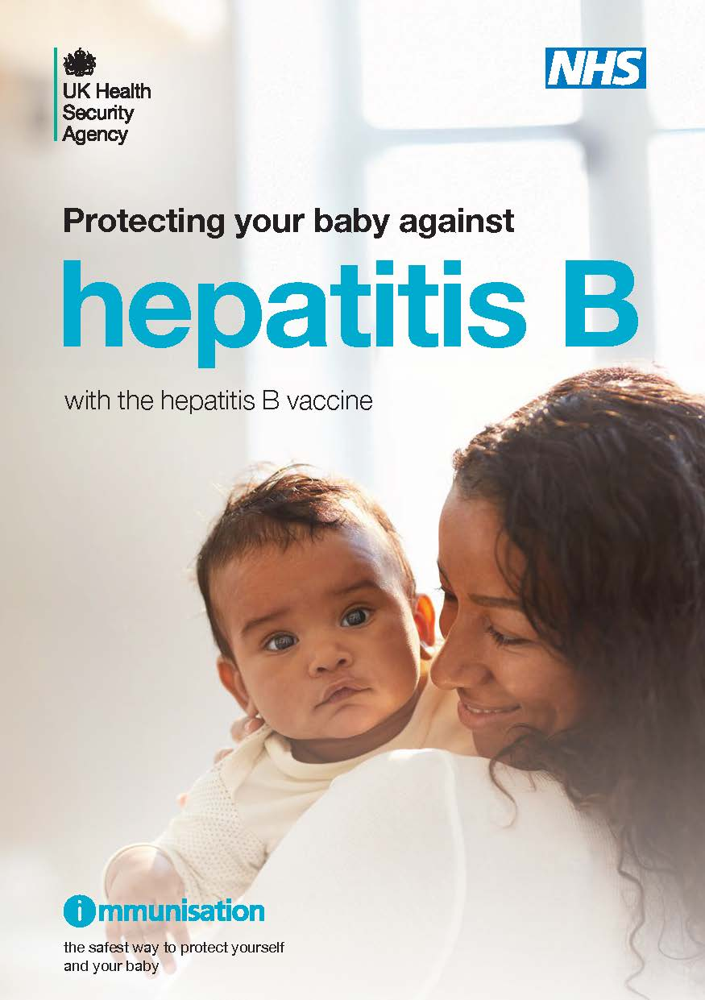 UK Health
Security
Agency
NHS
Protecting your baby against
hepatitis B
with the hepatitis B vaccine
immunisation
the safest way to protect yourself
and your baby